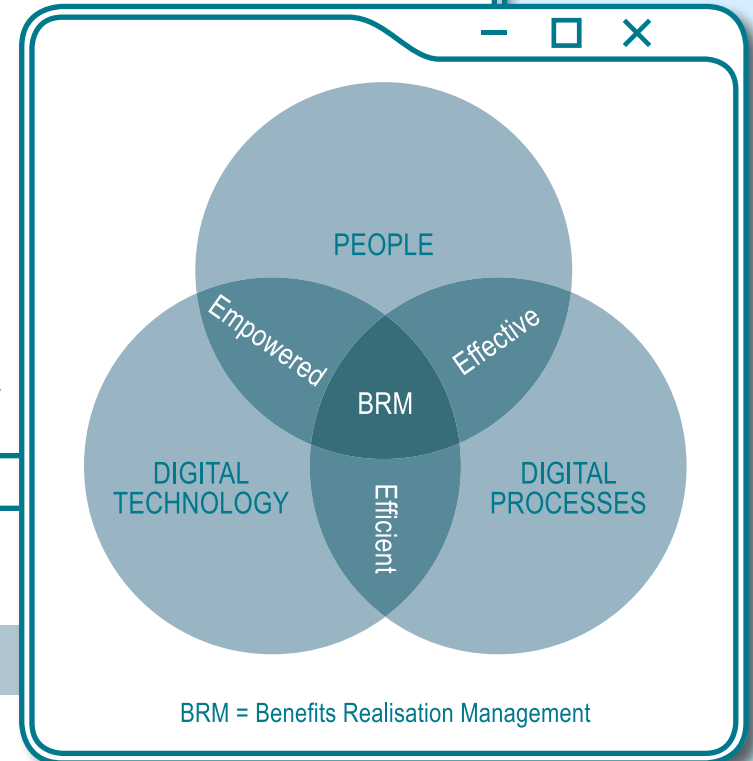 PEOPLE
Empowered
Effective
BRM
DIGITAL
TECHNOLOGY
Efficient
DIGITAL
PROCESSES
BRM = Benefits Realisation Management